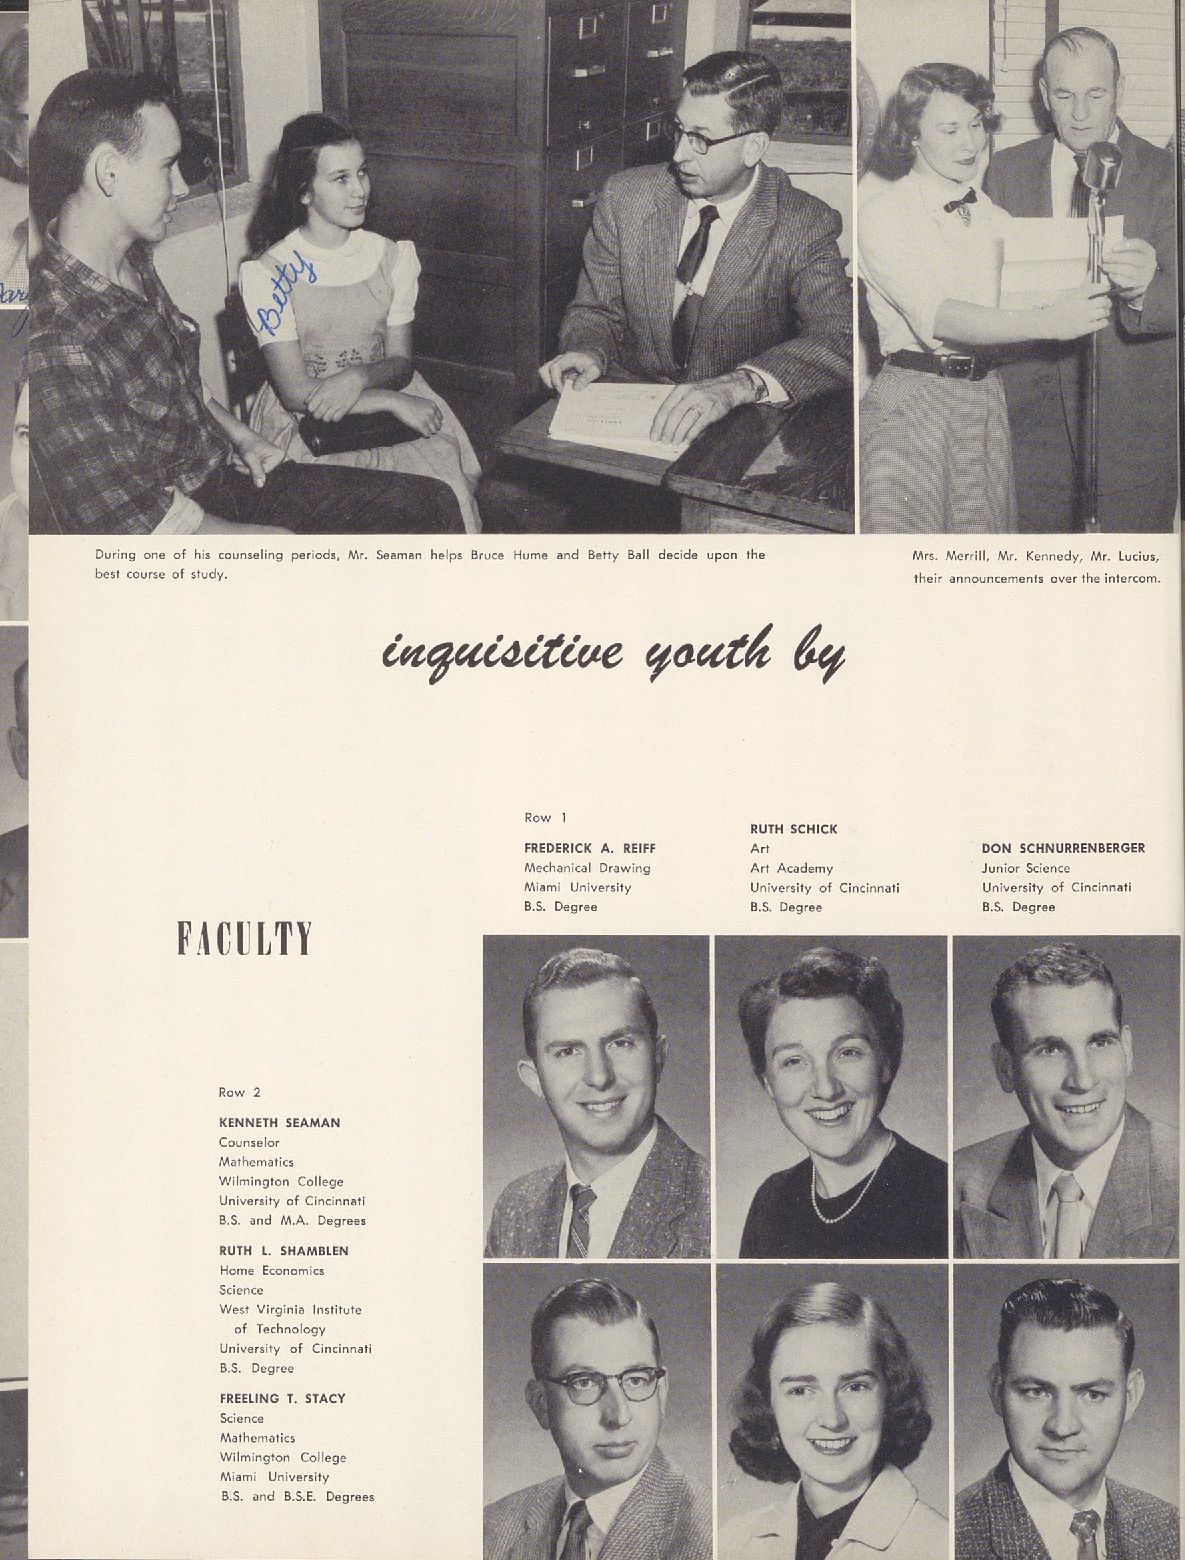 Betty
During one of his counseling periods, Mr. Seaman helps Bruce Hume and Betty Ball decide upon the
best course of study.
Mrs. Merrill, Mr. Kennedy, Mr. Lucius,
their announcements over the intercom.
inquisitive youth by
Row 1
FREDERICK A. REIFF
Mechanical Drawing
Miami University
B.S. Degree
RUTH SCHICK
Art
Art Academy
University of Cincinnati
B.S. Degree
DON SCHNURRENBERGER
Junior Science
University of Cincinnati
B.S. Degree
FACULTY
Row 2
KENNETH SEAMAN
Counselor
Mathematics
Wilmington College
University of Cincinnati
B.S. and M.A. Degrees
RUTH L. SHAMBLEN
Home Economics
Science
West Virginia Institute
of Technology
University of Cincinnati
B.S. Degree
FREELING T. STACY
Science
Mathematics
Wilmington College
Miami University
B.S. and B.S.E. Degrees